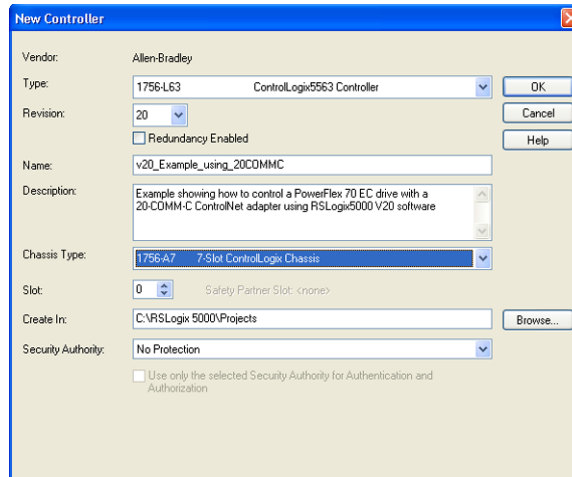 New Controller
Vendor: Allen-Bradley
Type: 1756-L63 ControlLogix5563 Controller
OK
Revision: 20
Cancel
Redundancy Enabled
Help
Name: v20_Example_using_20COMMC
Description: Example showing how to control a PowerFlex 70 EC drive with a
20-COMM-C ControlNet adapter using RSLogix5000 V20 software
Chassis Type: 1756-A7 7-Slot ControlLogix Chassis
Slot: 0 Safety Partner Slot: <none>
Create In: C:\RSLogix 5000\Projects
Browse...
Security Authority: No Protection
Use only the selected Security Authority for Authentication and
Authorization